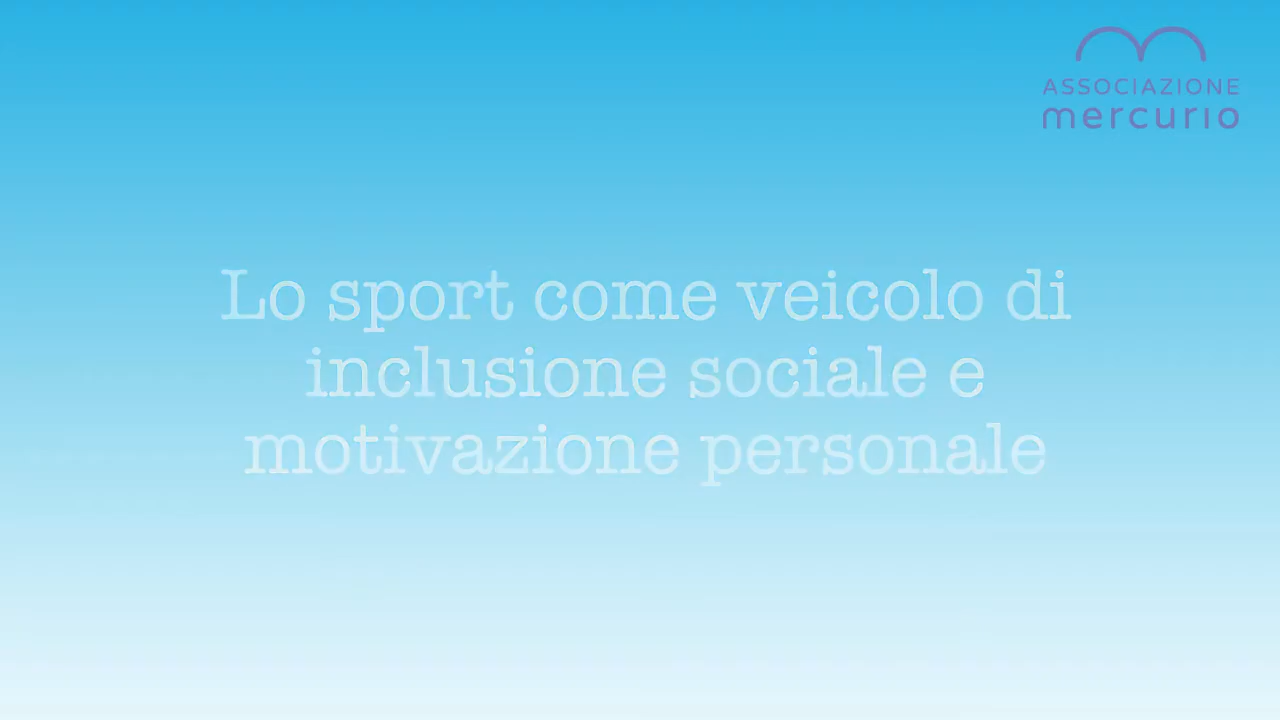 ASSOCIAZIONE
mercurio
Lo sport come veicolo di
inclusione sociale e
motivazione personale